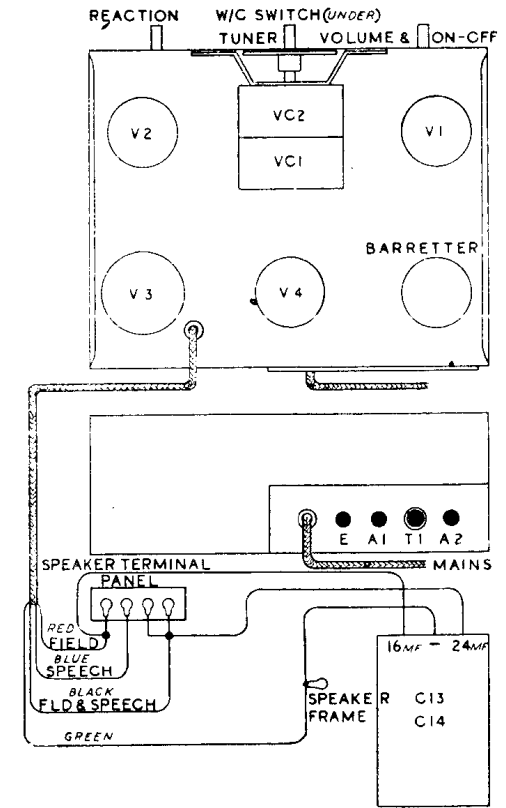 REACTION
W/C SWITCH (UNDER)
TUNER
VOLUME & ON-OFF
V2
VC2
VC1
V1
BARRETTER
V3
V4
E A1 T1 A2
MAINS
SPEAKER TERMINAL
PANEL
RED
FIELD
BLUE
SPEECH
BLACK
FLD & SPEECH
GREEN
16MF - 24MF
SPEAKER
FRAME
C13
C14